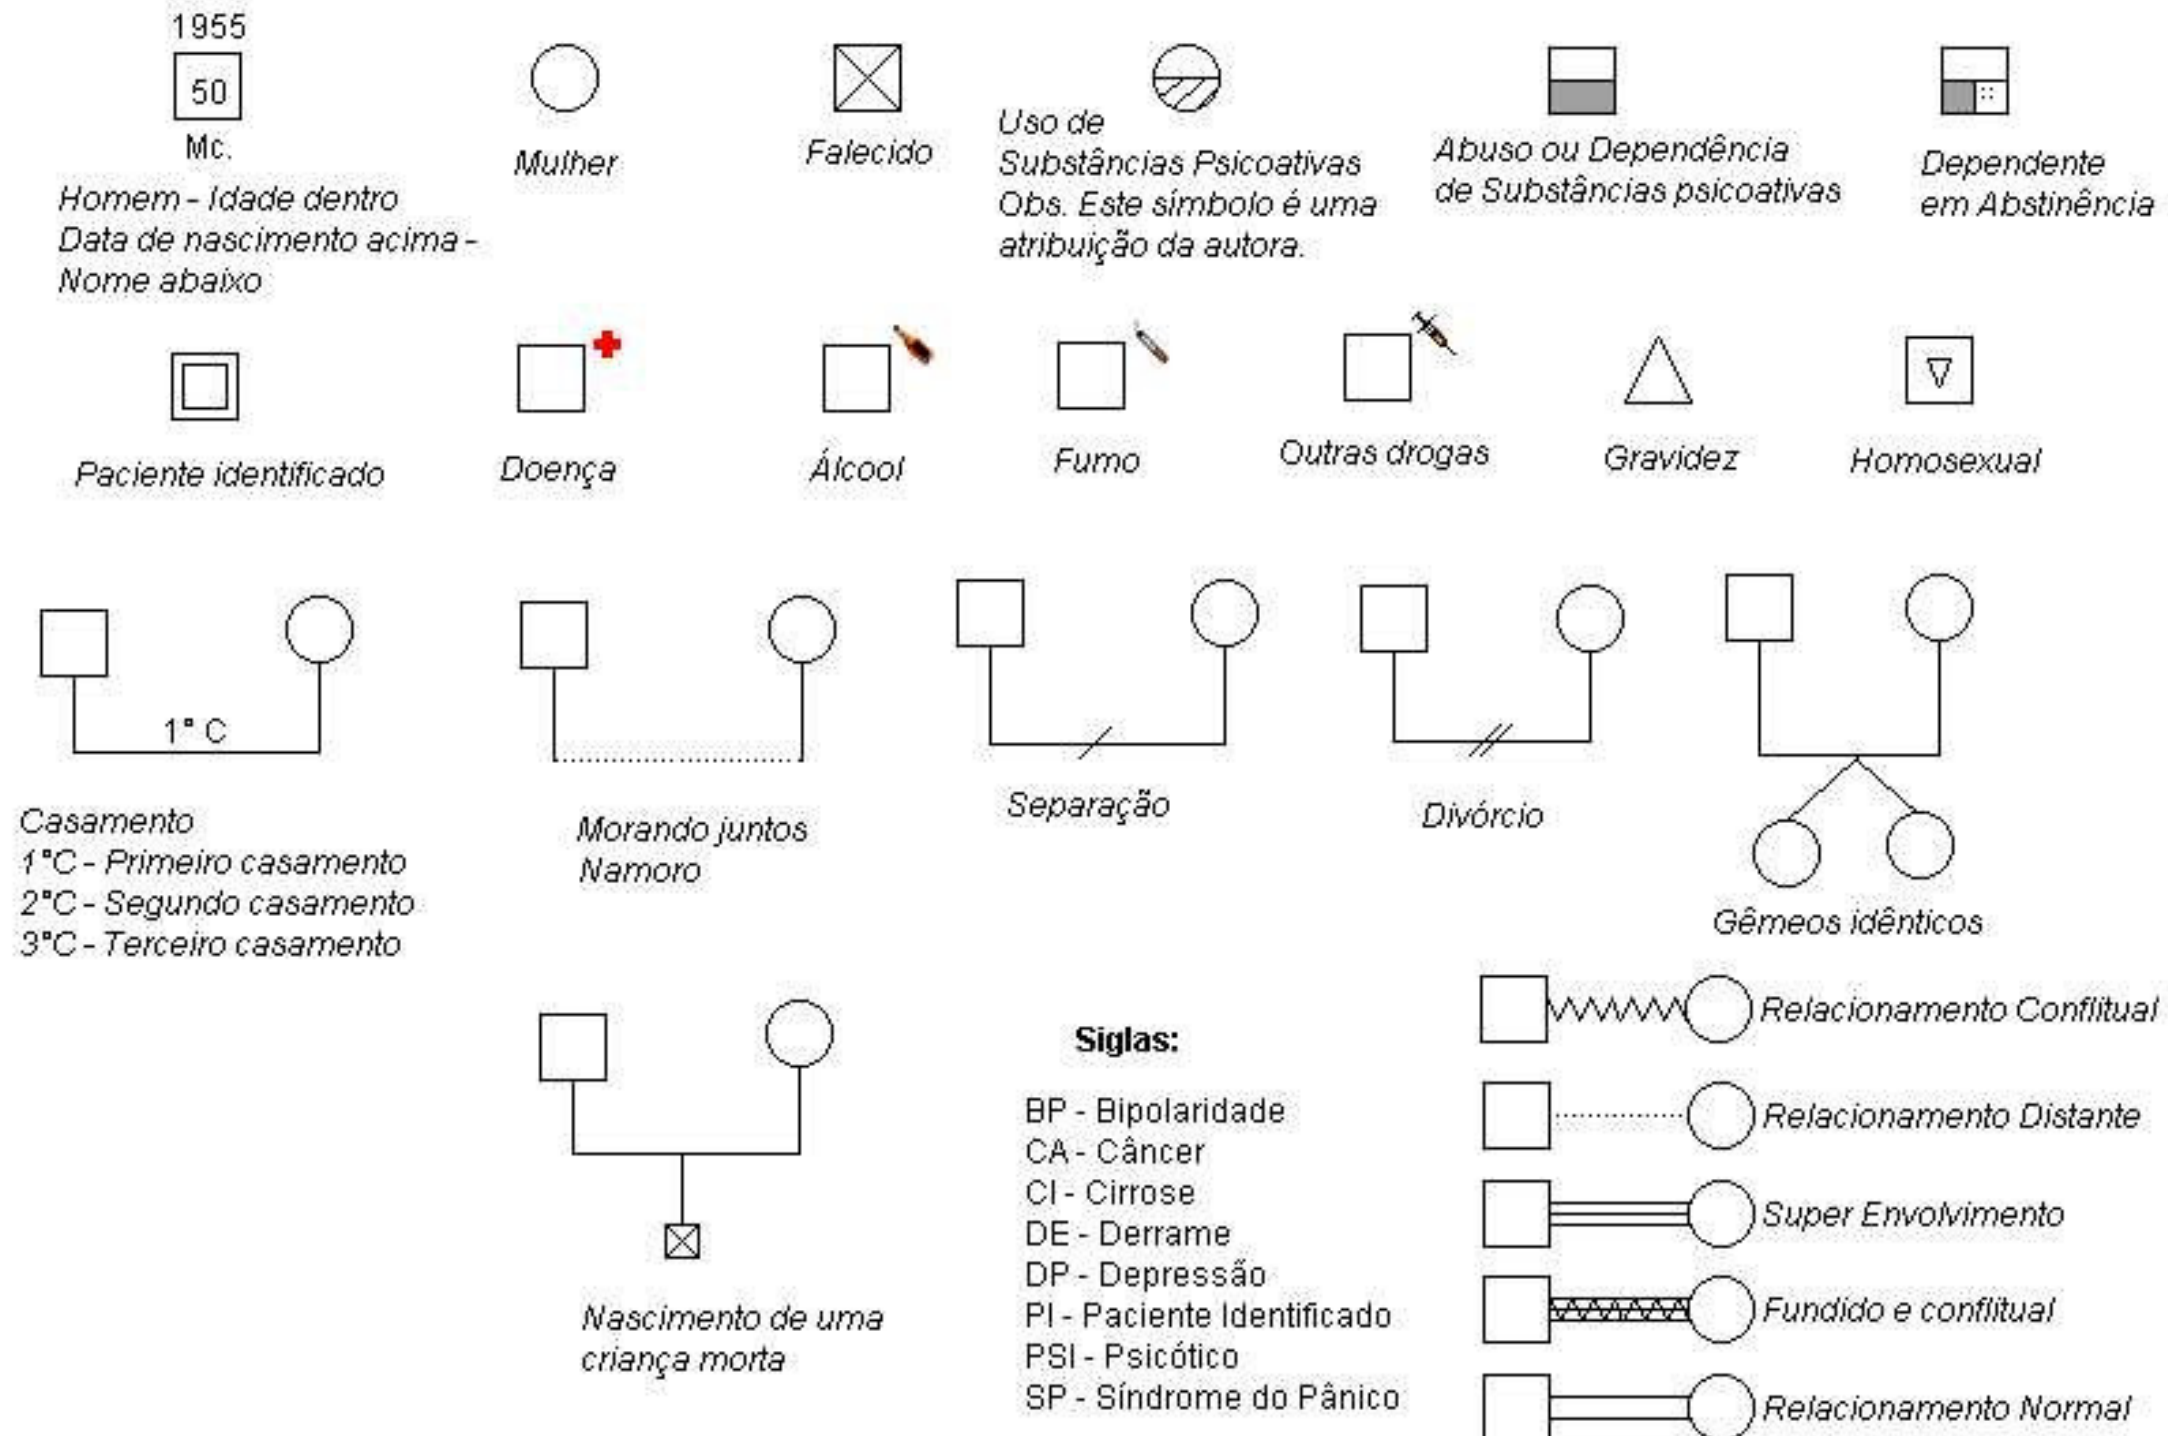 1955
50
Mc.
Homem - Idade dentro
Data de nascimento acima -
Nome abaixo
Mulher
Falecido
Uso de
Substâncias Psicoativas
Obs. Este símbolo é uma
atribuição da autora.
Abuso ou Dependência
de Substâncias psicoativas
Dependente
em Abstinência
Paciente identificado
Doença
Álcool
Fumo
Outras drogas
Gravidez
Homosexual
1° C
Casamento
1°C - Primeiro casamento
2°C - Segundo casamento
3°C - Terceiro casamento
Morando juntos
Namoro
Separação
Divórcio
Gêmeos idênticos
Nascimento de uma
criança morta
Siglas:
BP - Bipolaridade
CA - Câncer
CI - Cirrose
DE - Derrame
DP - Depressão
PI - Paciente Identificado
PSI - Psicótico
SP - Síndrome do Pânico
Relacionamento Conflitual
Relacionamento Distante
Super Envolvimento
Fundido e conflitual
Relacionamento Normal